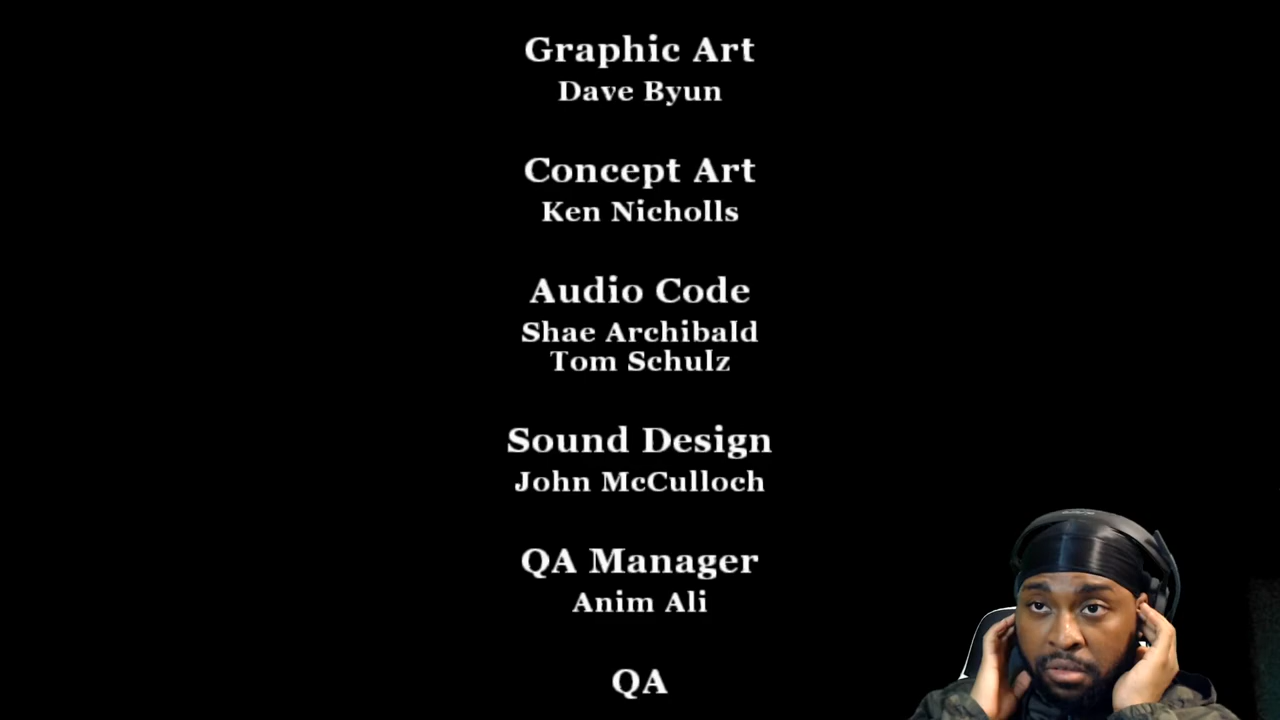 Graphic Art
Dave Byun
Concept Art
Ken Nicholls
Audio Code
Shae Archibald
Tom Schulz
Sound Design
John McCulloch
QA Manager
Anim Ali
QA